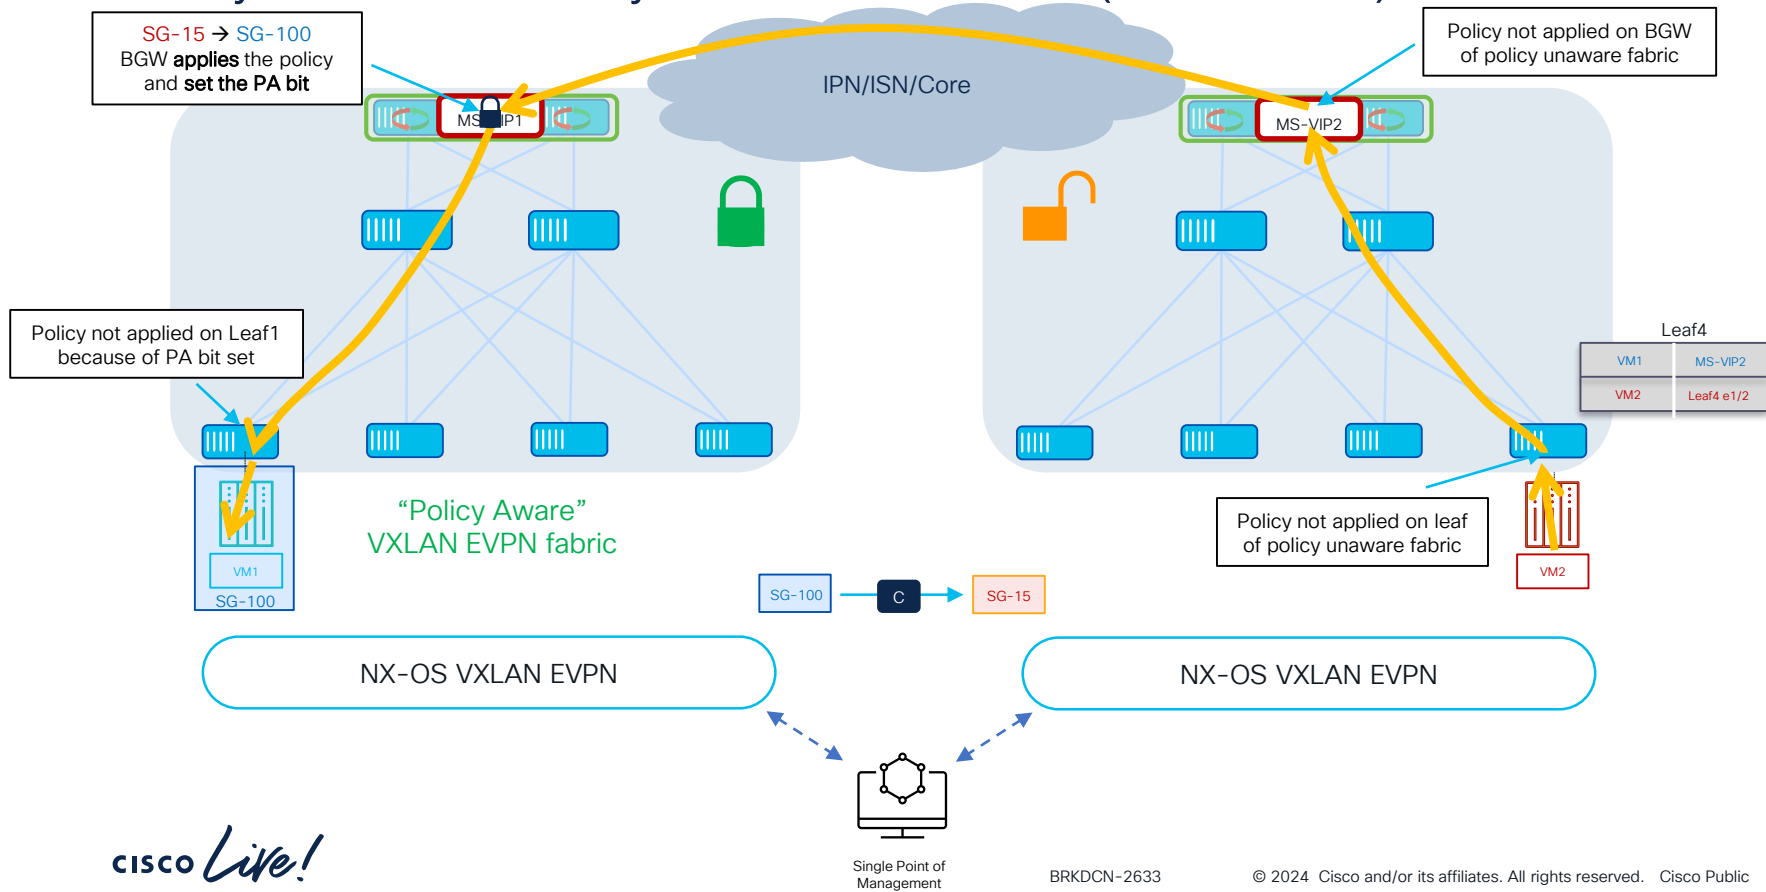 SG-15 → SG-100
BGW applies the policy
and set the PA bit
IPN/ISN/Core
Policy not applied on BGW
of policy unaware fabric
MS-VIP2
Policy not applied on Leaf1
because of PA bit set
Leaf4
VM1 MS-VIP2
VM2 Leaf4 e1/2
“Policy Aware”
VXLAN EVPN fabric
Policy not applied on leaf
of policy unaware fabric
VM1
SG-100
VM2
SG-100 C SG-15
NX-OS VXLAN EVPN
NX-OS VXLAN EVPN
Single Point of
Management
CISCO Live!
BRKDCN-2633
© 2024 Cisco and/or its affiliates. All rights reserved. Cisco Public